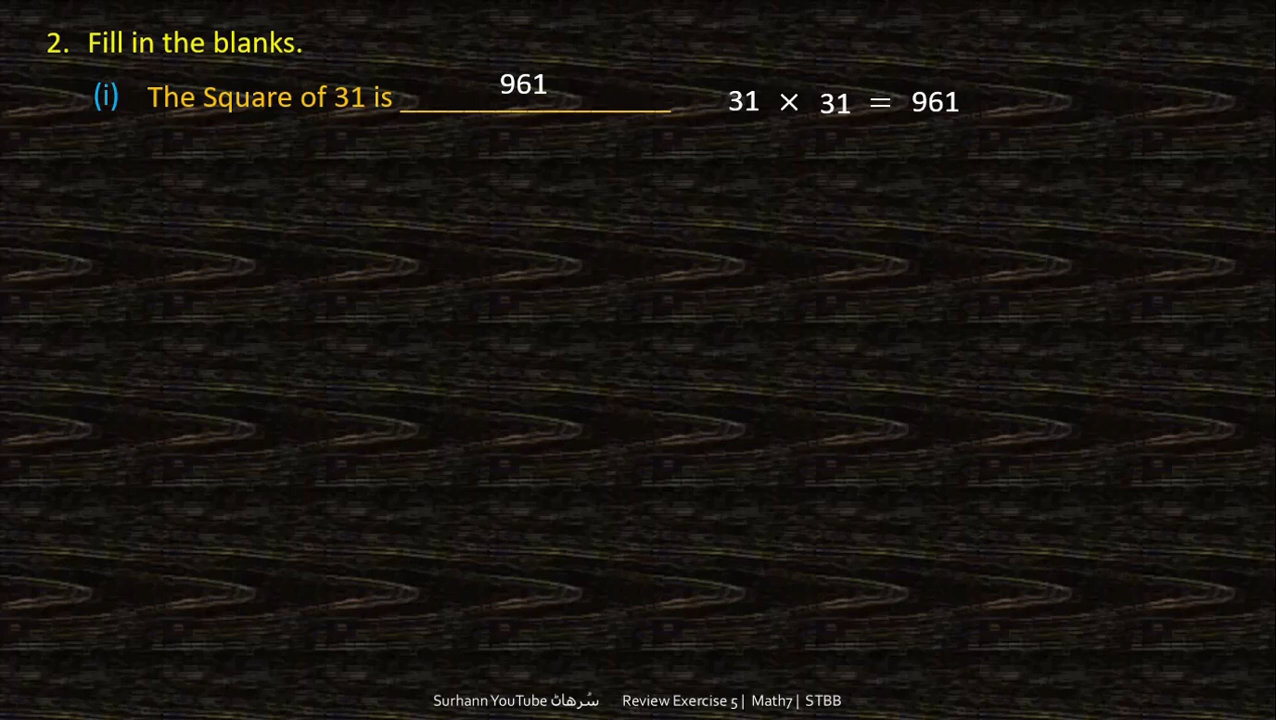 2. Fill in the blanks.
(i) The Square of 31 is 961 31 × 31 = 961
Surhann YouTube سُرهاڻ Review Exercise 5 | Math7 | STBB